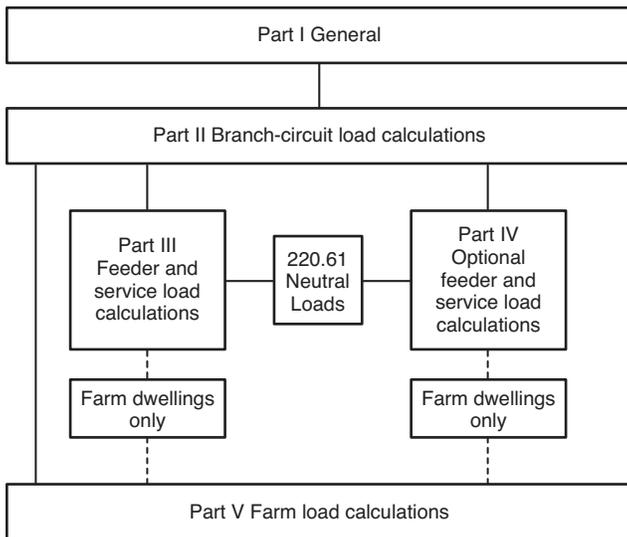 Part I General
Part II Branch-circuit load calculations
Part III
Feeder and
service load
calculations
220.61
Neutral
Loads
Part IV
Optional
feeder and
service load
calculations
Farm dwellings
only
Farm dwellings
only
Part V Farm load calculations